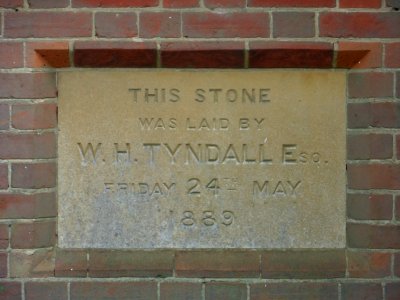 THIS STONE
WAS LAID BY
W. H. TYNDALL ESQ.
FRIDAY 24TH MAY
1889